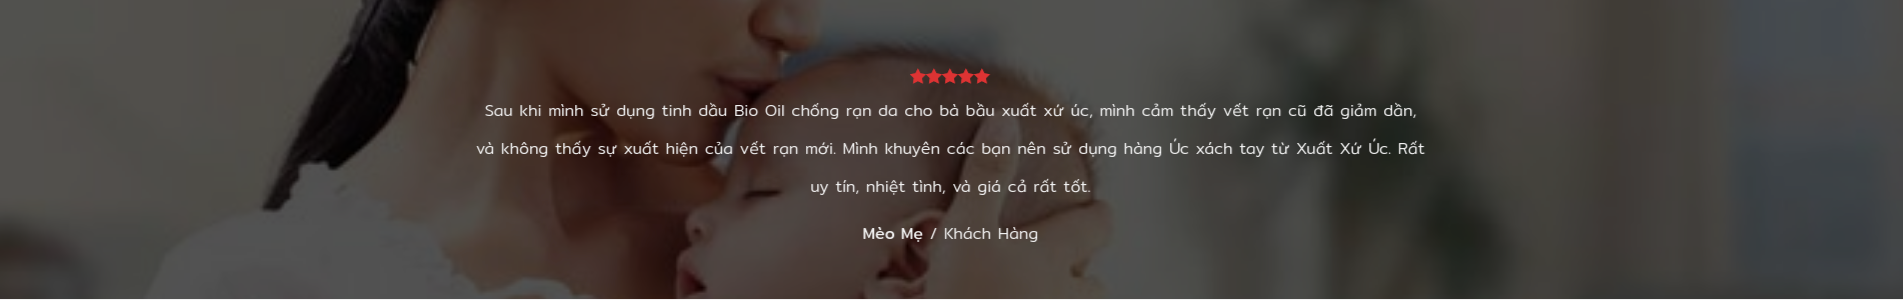 Sau khi mình sử dụng tinh dầu Bio Oil chống rạn da cho bà bầu xuất xứ úc, mình cảm thấy vết rạn cũ đã giảm dần,
và không thấy sự xuất hiện của vết rạn mới. Mình khuyên các bạn nên sử dụng hàng Úc xách tay từ Xuất Xứ Úc. Rất
uy tín, nhiệt tình, và giá cả rất tốt.
Mèo Mẹ / Khách Hàng